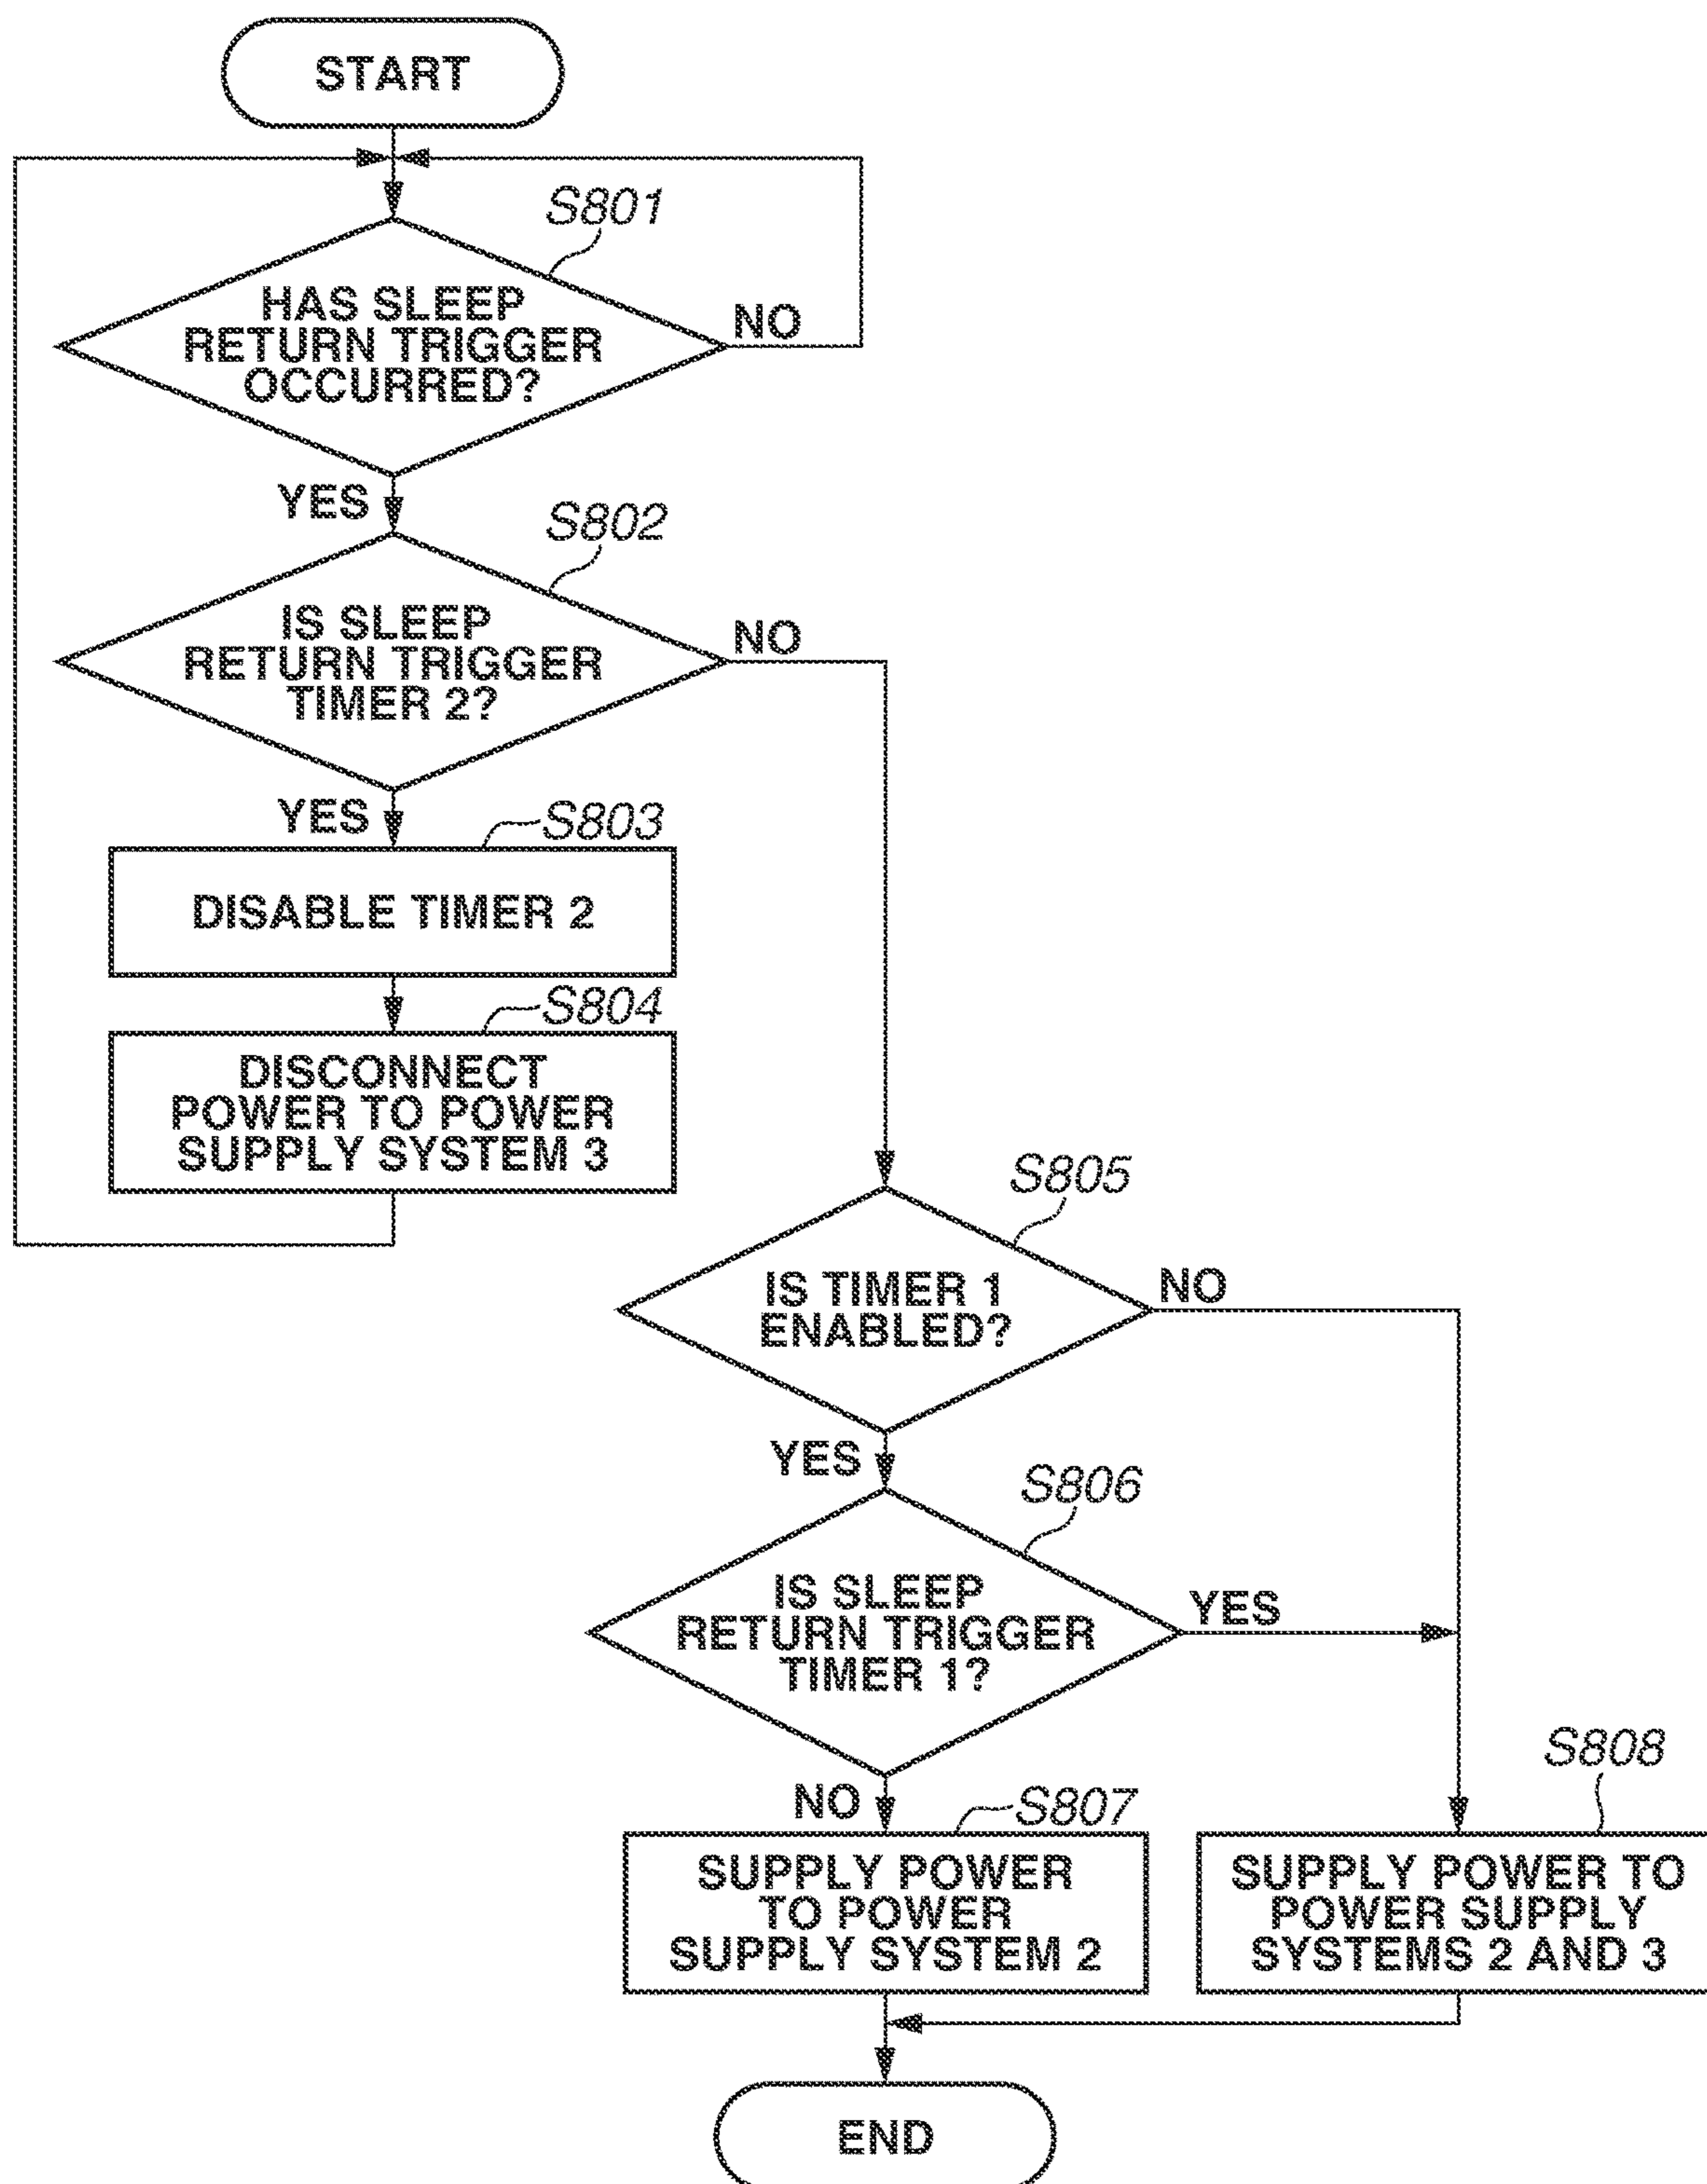 START
S801
HAS SLEEP
RETURN TRIGGER
OCCURRED?
NO
YES
S802
IS SLEEP
RETURN TRIGGER
TIMER 2?
NO
YES
S803
DISABLE TIMER 2
S804
DISCONNECT
POWER TO POWER
SUPPLY SYSTEM 3
S805
IS TIMER 1
ENABLED?
NO
YES
S806
IS SLEEP
RETURN TRIGGER
TIMER 1?
YES
NO
S807
SUPPLY POWER
TO POWER
SUPPLY SYSTEM 2
S808
SUPPLY POWER TO
POWER SUPPLY
SYSTEMS 2 AND 3
END